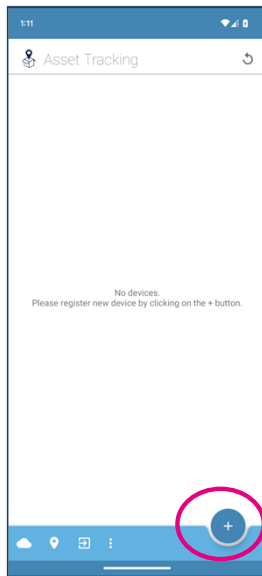 1:11
Asset Tracking
No devices.
Please register new device by clicking on the + button.
+